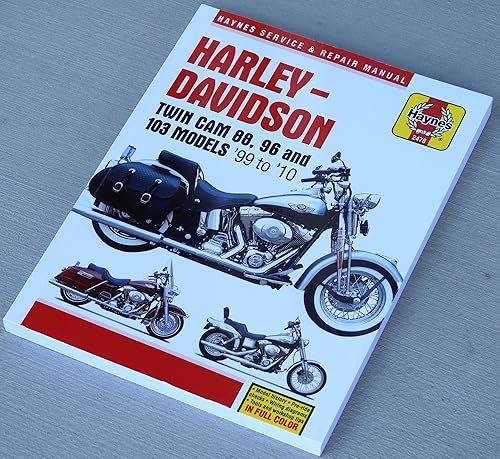 HAYNES SERVICE & REPAIR MANUAL
HARLEY-
DAVIDSON
TWIN CAM 88, 96 and
103 MODELS '99 to '10
Haynes
2478
• Model history • Pre-ride
checks • Wiring diagrams
• Tools and workshop tips
IN FULL COLOR